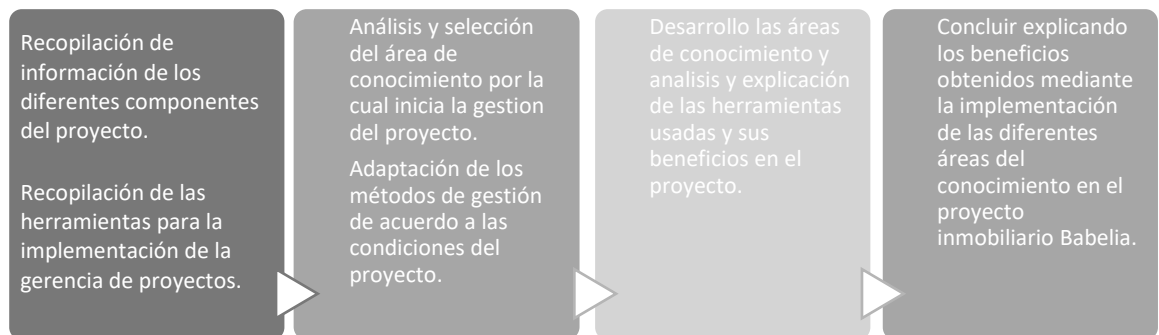 Recopilación de
información de los
diferentes componentes
del proyecto.
Recopilación de las
herramientas para la
implementación de la
gerencia de proyectos.
Análisis y selección
del área de
conocimiento por la
cual inicia la gestion
del proyecto.
Adaptación de los
métodos de gestión
de acuerdo a las
condiciones del
proyecto.
Desarrollo las áreas
de conocimiento y
analisis y explicación
de las herramientas
usadas y sus
beneficios en el
proyecto.
Concluir explicando
los beneficios
obtenidos mediante
la implementación
de las diferentes
áreas del
conocimiento en el
proyecto
inmobiliario Babelia.